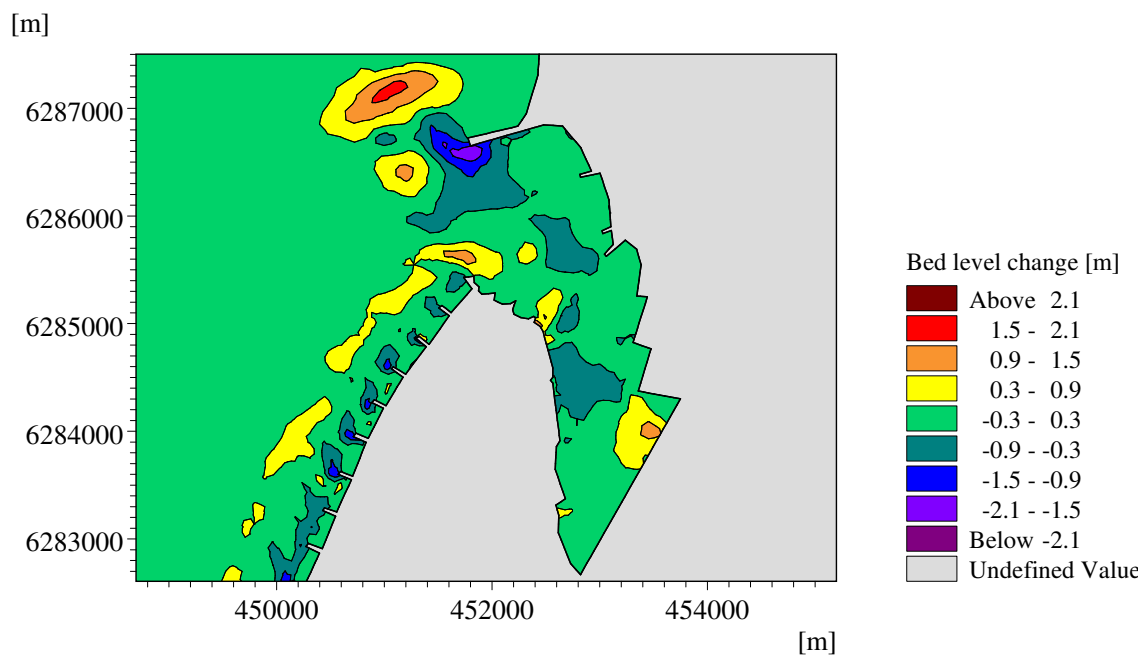 [m]
6287000
6286000
6285000
6284000
6283000
450000
452000
454000
[m]
Bed level change [m]
Above 2.1
1.5 - 2.1
0.9 - 1.5
0.3 - 0.9
-0.3 - 0.3
-0.9 - -0.3
-1.5 - -0.9
-2.1 - -1.5
Below -2.1
Undefined Value